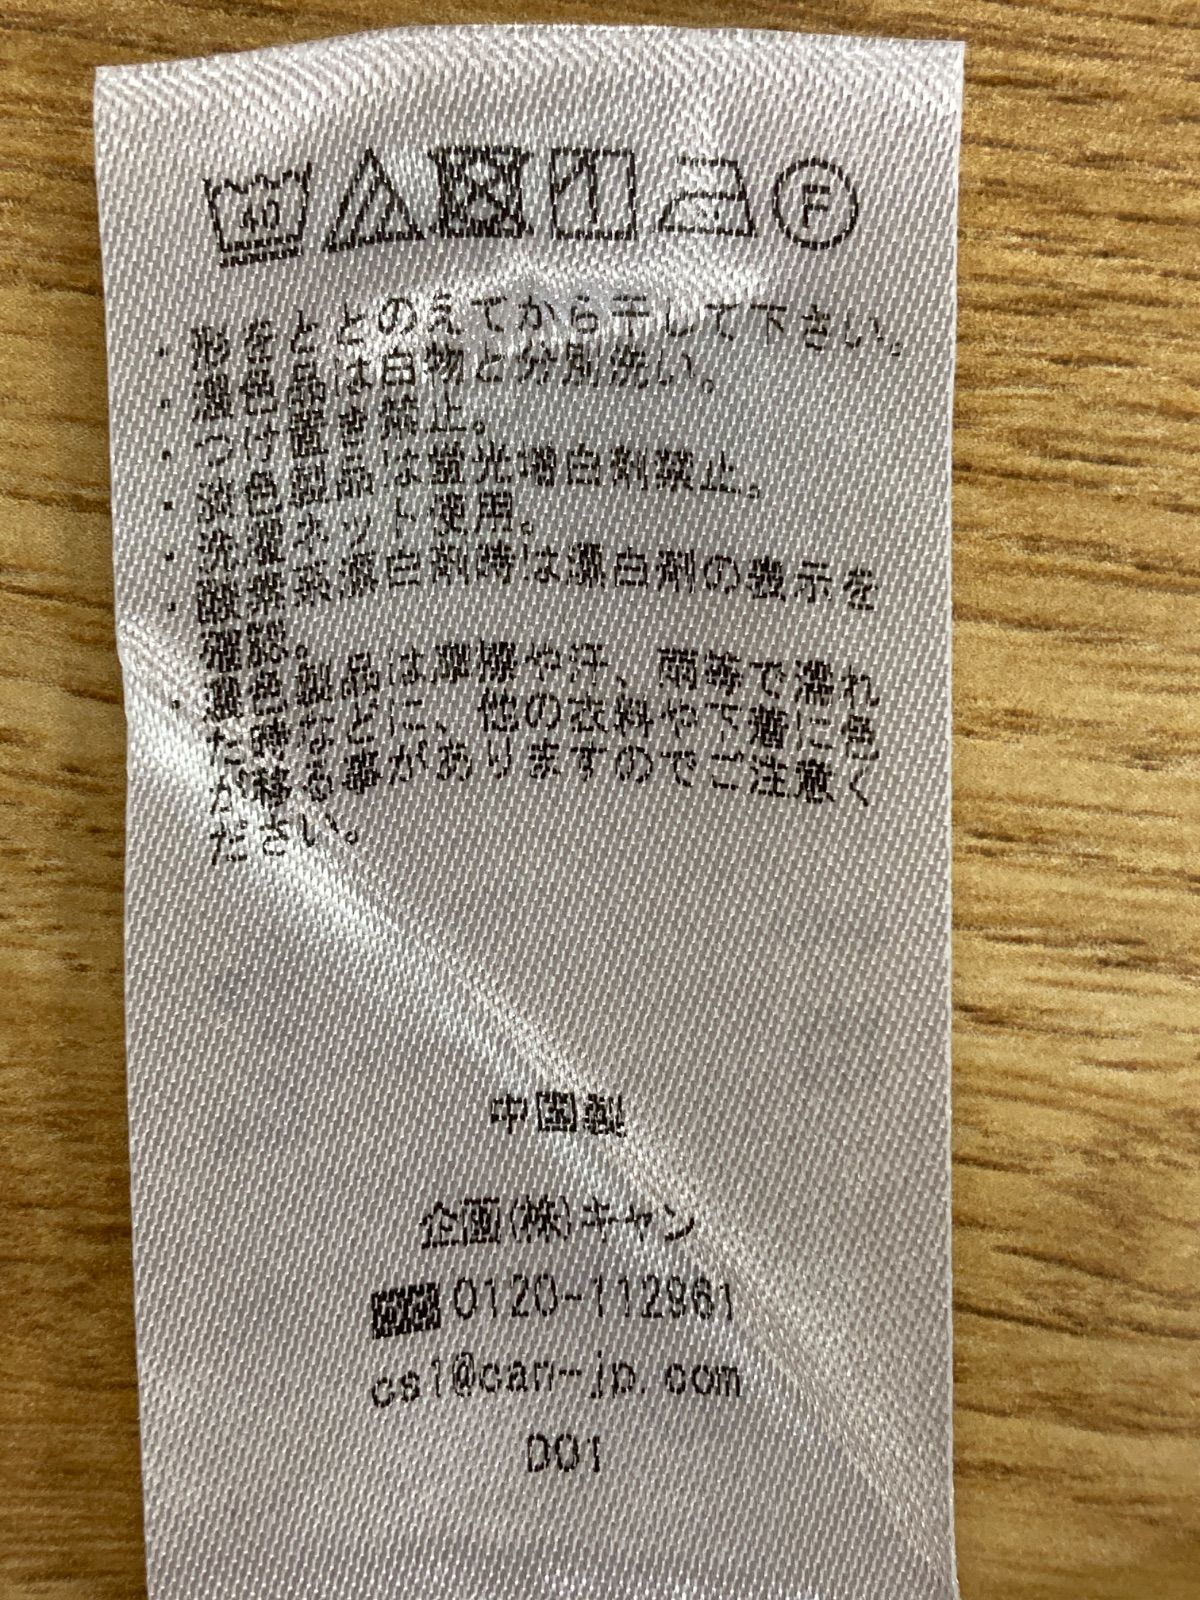 40 F
・形をととのえてから干して下さい。
・濃色品は白物と分別洗い。
・つけ置き禁止。
・淡色製品は蛍光増白剤禁止。
・洗濯ネット使用。
・酸素系漂白剤時は漂白剤の表示を
確認。
・濃色製品は摩擦や汗、雨等で濡れ
た時などに、他の衣料や下着に色
が移る事がありますのでご注意く
ださい。
中国製
企画(株)キャン
0120-112961
cs1@can-jp.com
D01